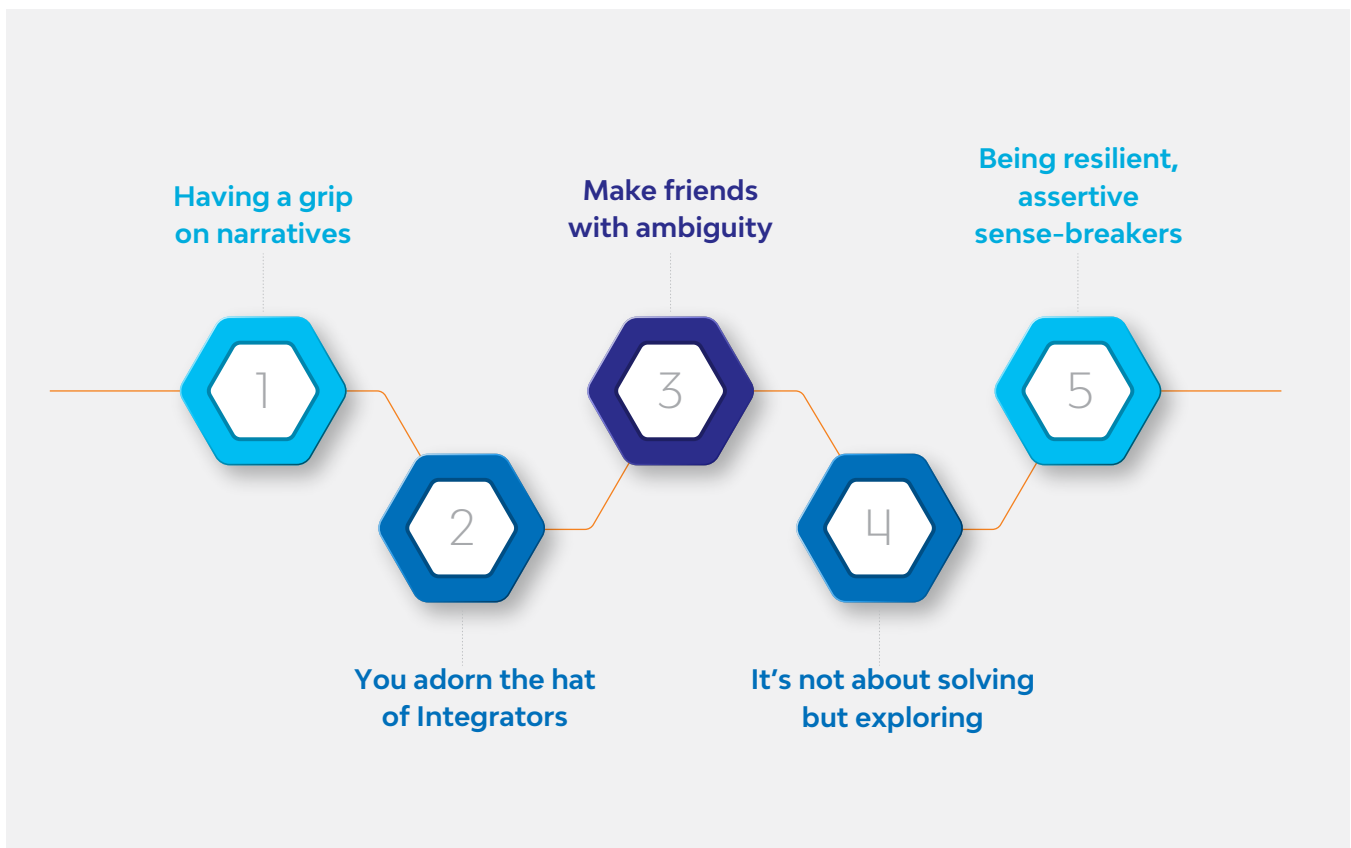 Having a grip
on narratives
1
2
You adorn the hat
of Integrators
Make friends
with ambiguity
3
4
It's not about solving
but exploring
Being resilient,
assertive
sense-breakers
5